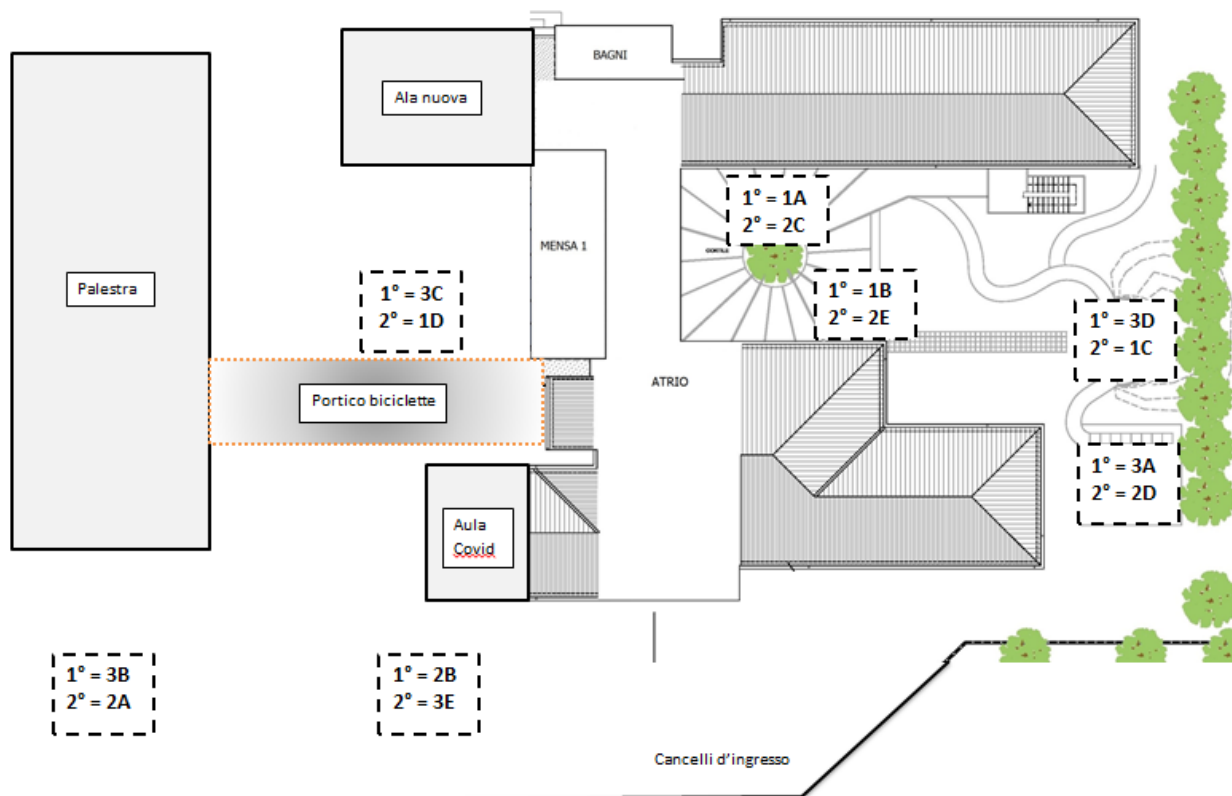 BAGNI
Ala nuova
1° = 1A
2° = 2C
MENSA 1
CORTILE
Palestra
1° = 3C
2° = 1D
1° = 1B
2° = 2E
1° = 3D
2° = 1C
ATRIO
Portico biciclette
1° = 3A
2° = 2D
Aula
Covid
1° = 3B
2° = 2A
1° = 2B
2° = 3E
Cancelli d'ingresso